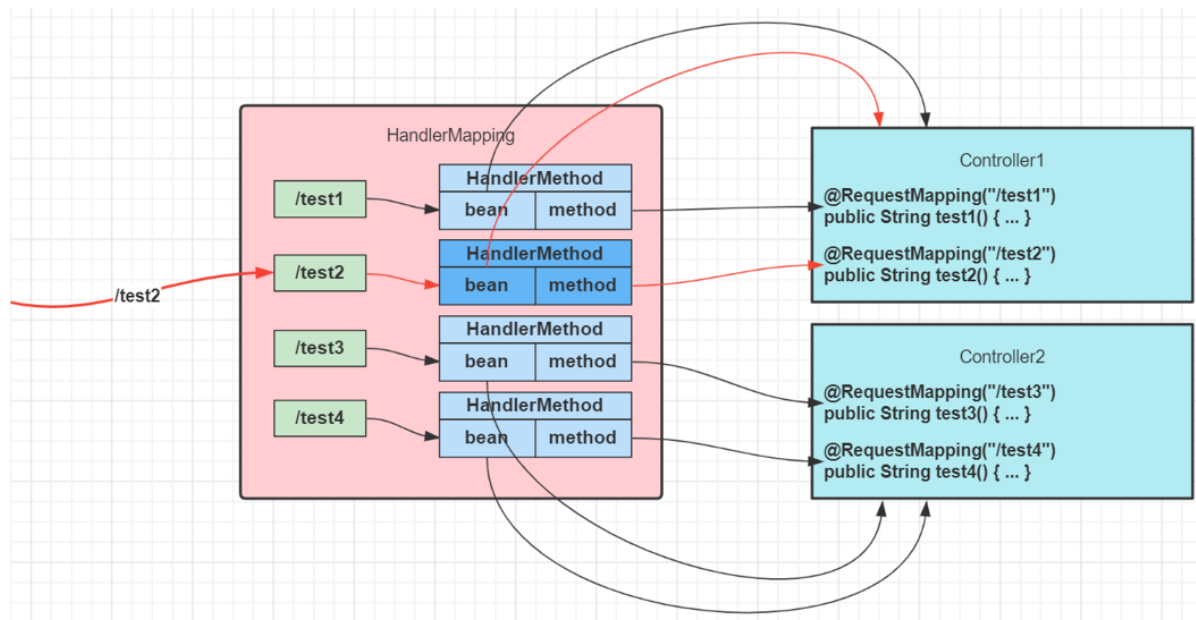 HandlerMapping
/test1
HandlerMethod
bean
method
/test2
/test2
HandlerMethod
bean
method
/test3
HandlerMethod
bean
method
/test4
HandlerMethod
bean
method
Controller1
@RequestMapping("/test1")
public String test1() { ... }
@RequestMapping("/test2")
public String test2() { ... }
Controller2
@RequestMapping("/test3")
public String test3() { ... }
@RequestMapping("/test4")
public String test4() { ... }